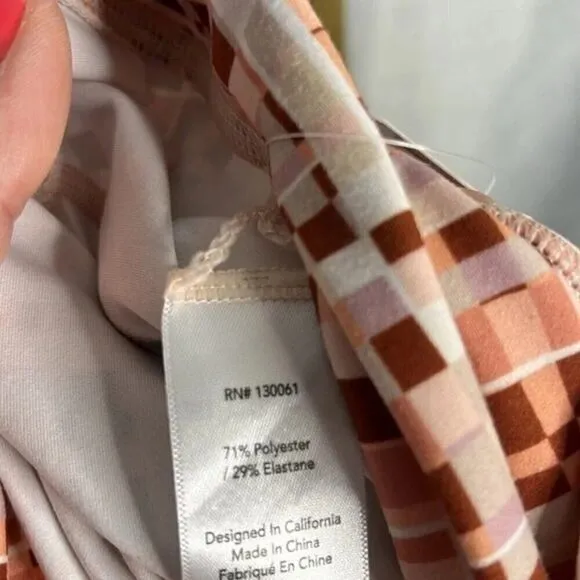 RN# 130061
71% Polyester
/ 29% Elastane
Designed In California
Made In China
Fabriqué En Chine